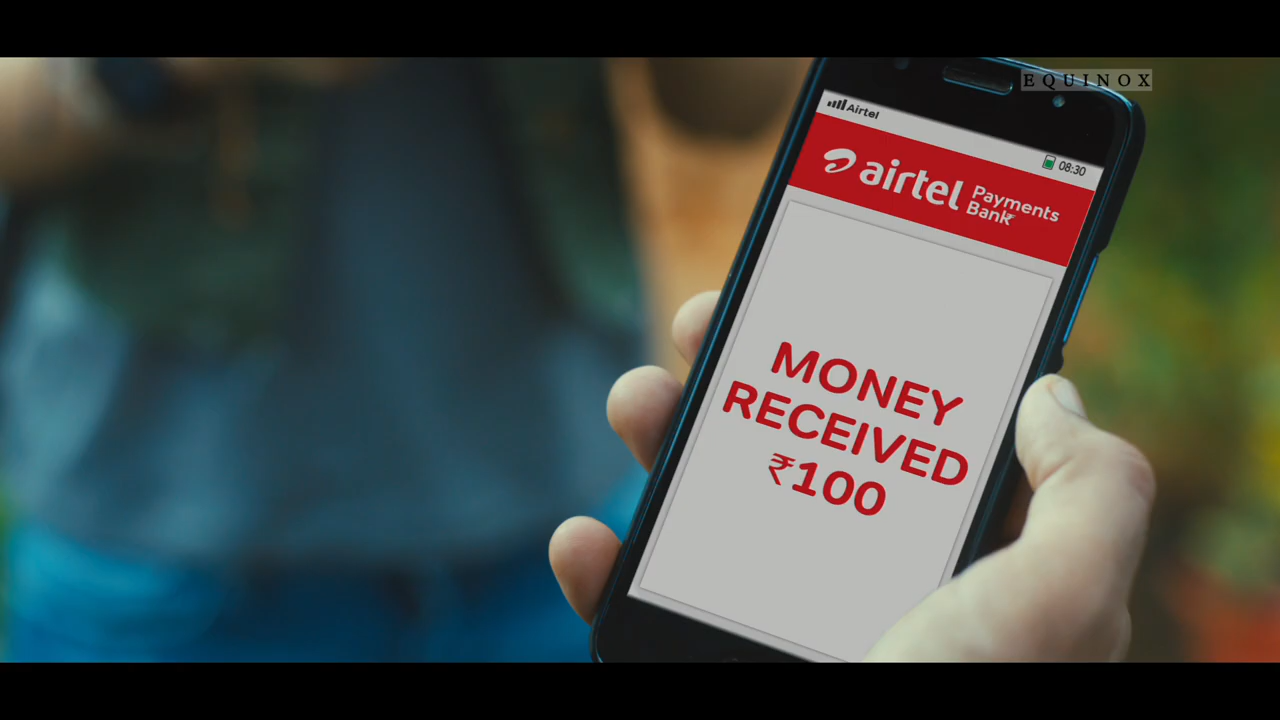 EQUINOX
Airtel
08:30
airtel Payments Bank
MONEY
RECEIVED
₹100